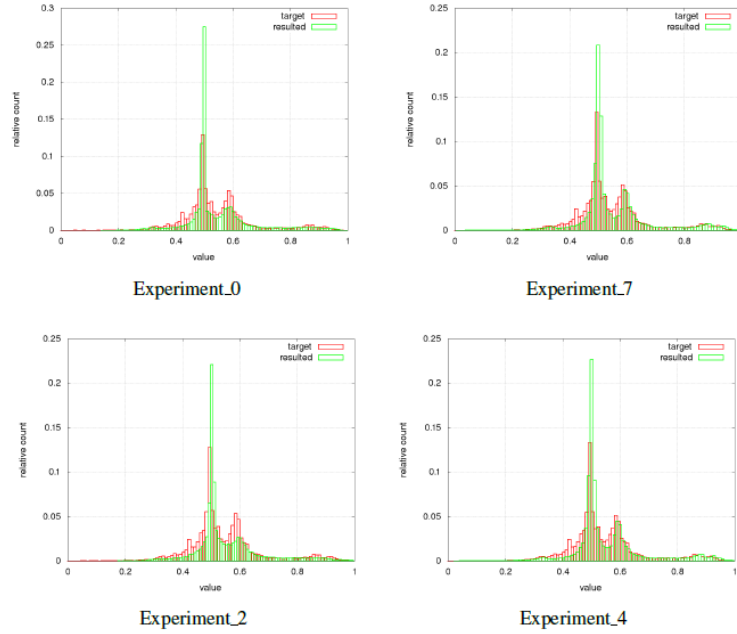 0.3
target
resulted
0.25
0.2
0.15
0.1
0.05
0
relative count
0 0.2 0.4 0.6 0.8 1
value
Experiment_0
0.25
target
resulted
0.2
0.15
0.1
0.05
0
relative count
0 0.2 0.4 0.6 0.8 1
value
Experiment_7
0.25
target
resulted
0.2
0.15
0.1
0.05
0
relative count
0 0.2 0.4 0.6 0.8 1
value
Experiment_2
0.25
target
resulted
0.2
0.15
0.1
0.05
0
relative count
0 0.2 0.4 0.6 0.8 1
value
Experiment_4